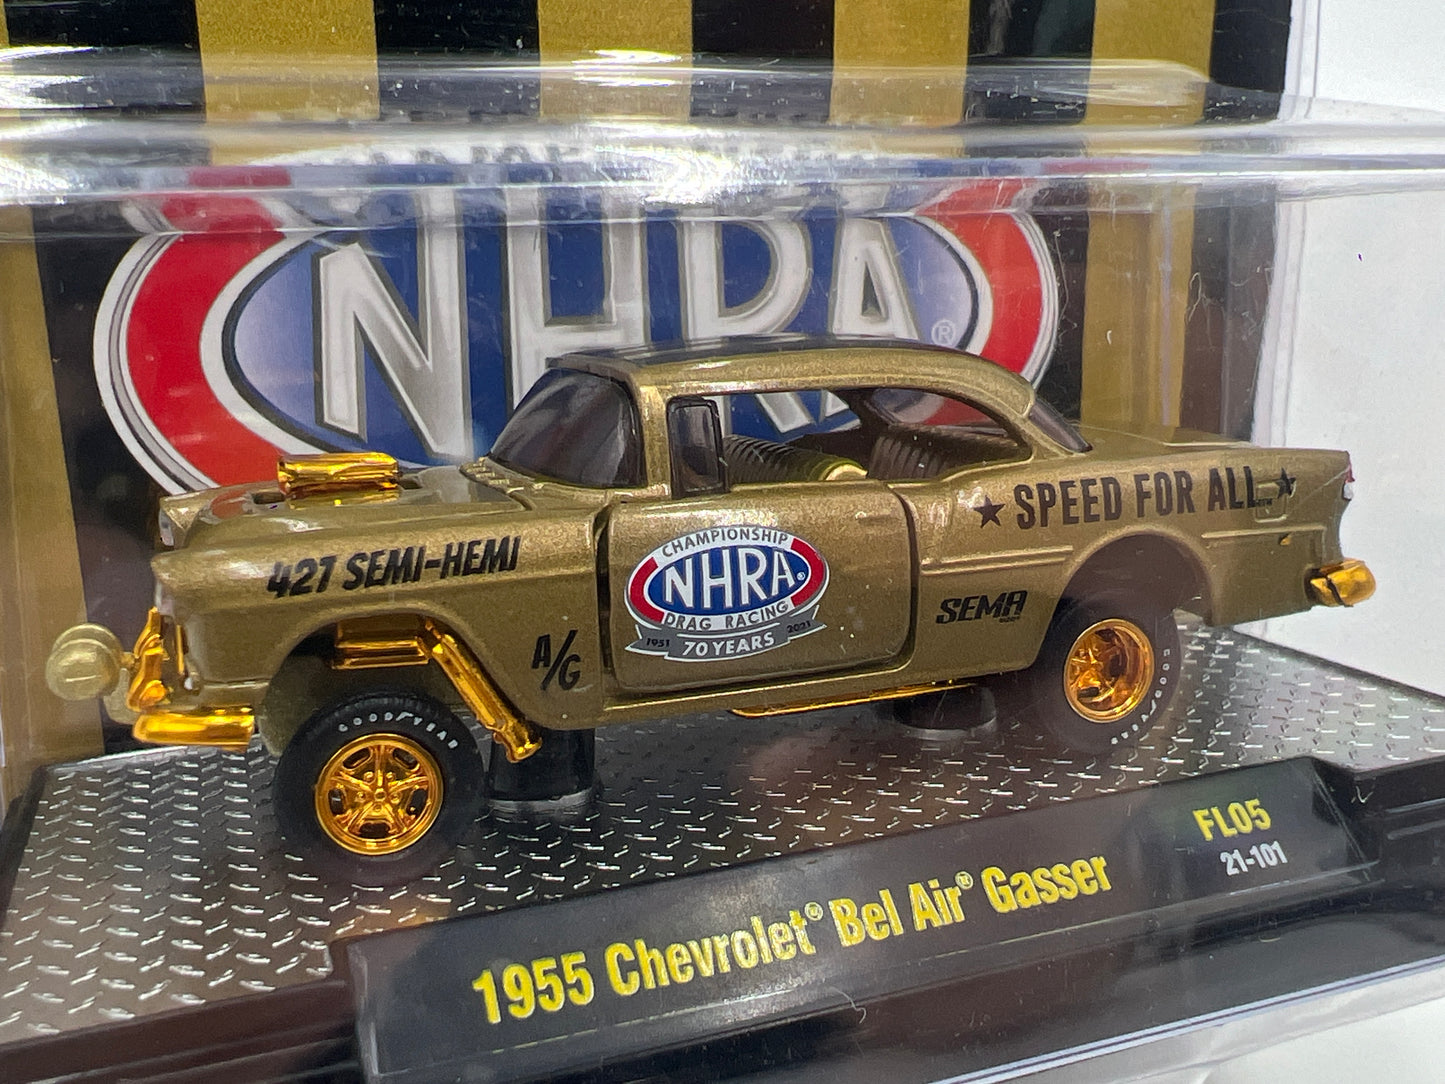 NHRA®
427 SEMI-HEMI
A/G
CHAMPIONSHIP
NHRA®
DRAG RACING
1951 70 YEARS 2021
★ SPEED FOR ALL ★
SEMA
GOODYEAR
GOODYEAR
1955 Chevrolet® Bel Air® Gasser
FL05
21-101